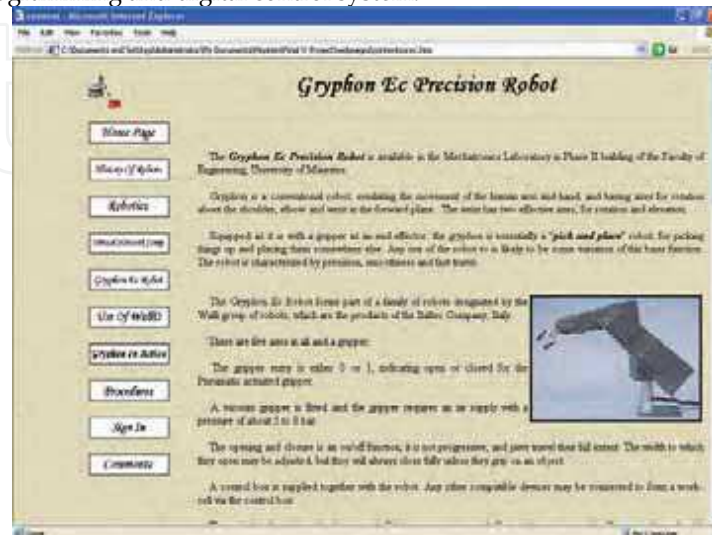 Gryphon Ec Precision Robot
Home Page
History Of Robots
Robotics
Gryphon Ec Robot
Use Of Walli3
Gryphon in Action
Procedures
Sign In
Comments
The Gryphon Ec Precision Robot is available in the Mechatronics Laboratory in Phase II building of the Faculty of
Engineering, University of Mauritius.
Gryphon is a conventional robot, emulating the movement of the human arm and hand, and having axes for rotation
about the shoulder, elbow and wrist in the forward plane. The wrist has two effective axes, for rotation and elevation.
Equipped as it is with a gripper as an end effector, the gryphon is essentially a "pick and place" robot, for picking
things up and placing them somewhere else. Any use of the robot is likely to be some variation of this basic function.
The robot is characterised by precision, smoothness and fast travel.
The Gryphon Ec Robot forms part of a family of robots designated by the
Walli group of robots, which are the products of the Italtec Company, Italy.
There are five axes in all and a gripper.
The gripper entry is either 0 or 1, indicating open or closed for the
Pneumatic actuated gripper.
A vacuum gripper is fitted and the gripper requires an air supply with a
pressure of about 5 to 8 bar.
The opening and closure is an on/off function, it is not progressive, and jaws travel their full extent. The width to which
they open may be adjusted, but they will always close fully unless they grip on an object.
A control box is supplied together with the robot. Any other compatible devices may be connected to form a work-
cell via the control box.